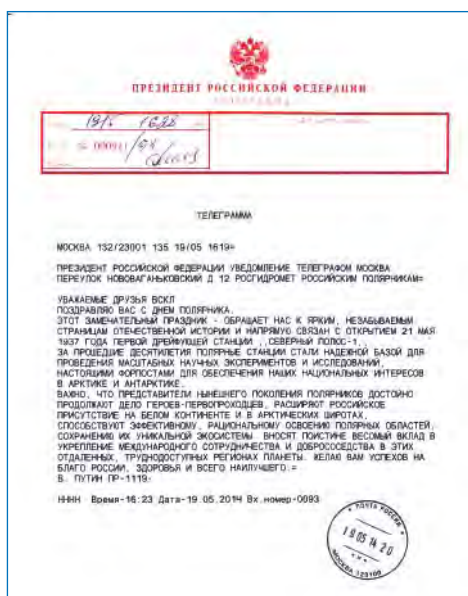 ПРЕЗИДЕНТ РОССИЙСКОЙ ФЕДЕРАЦИИ
19/5 1628
ТЕЛЕГРАММА
МОСКВА 132/23001 135 19/05 1619=
ПРЕЗИДЕНТ РОССИЙСКОЙ ФЕДЕРАЦИИ УВЕДОМЛЕНИЕ ТЕЛЕГРАФОМ МОСКВА
ПЕРЕУЛОК НОВОВАГАНЬКОВСКИЙ Д 12 РОСГИДРОМЕТ РОССИЙСКИМ ПОЛЯРНИКАМ=
УВАЖАЕМЫЕ ДРУЗЬЯ ВСКЛ
ПОЗДРАВЛЯЮ ВАС С ДНЕМ ПОЛЯРНИКА.
ЭТОТ ЗАМЕЧАТЕЛЬНЫЙ ПРАЗДНИК - ОБРАЩАЕТ НАС К ЯРКИМ, НЕЗАБЫВАЕМЫМ
СТРАНИЦАМ ОТЕЧЕСТВЕННОЙ ИСТОРИИ И НАПРЯМУЮ СВЯЗАН С ОТКРЫТИЕМ 21 МАЯ
1937 ГОДА ПЕРВОЙ ДРЕЙФУЮЩЕЙ СТАНЦИИ ,,СЕВЕРНЫЙ ПОЛЮС-1,,
ЗА ПРОШЕДШИЕ ДЕСЯТИЛЕТИЯ ПОЛЯРНЫЕ СТАНЦИИ СТАЛИ НАДЕЖНОЙ БАЗОЙ ДЛЯ
ПРОВЕДЕНИЯ МАСШТАБНЫХ НАУЧНЫХ ЭКСПЕРИМЕНТОВ И ИССЛЕДОВАНИЙ,
НАСТОЯЩИМИ ФОРПОСТАМИ ДЛЯ ОБЕСПЕЧЕНИЯ НАШИХ НАЦИОНАЛЬНЫХ ИНТЕРЕСОВ
В АРКТИКЕ И АНТАРКТИКЕ.
ВАЖНО, ЧТО ПРЕДСТАВИТЕЛИ НЫНЕШНЕГО ПОКОЛЕНИЯ ПОЛЯРНИКОВ ДОСТОЙНО
ПРОДОЛЖАЮТ ДЕЛО ГЕРОЕВ-ПЕРВОПРОХОДЦЕВ, РАСШИРЯЮТ РОССИЙСКОЕ
ПРИСУТСТВИЕ НА БЕЛОМ КОНТИНЕНТЕ И В АРКТИЧЕСКИХ ШИРОТАХ,
СПОСОБСТВУЮТ ЭФФЕКТИВНОМУ, РАЦИОНАЛЬНОМУ ОСВОЕНИЮ ПОЛЯРНЫХ ОБЛАСТЕЙ,
СОХРАНЕНИЮ ИХ УНИКАЛЬНОЙ ЭКОСИСТЕМЫ. ВНОСЯТ ПОИСТИНЕ ВЕСОМЫЙ ВКЛАД В
УКРЕПЛЕНИЕ МЕЖДУНАРОДНОГО СОТРУДНИЧЕСТВА И ДОБРОСОСЕДСТВА В ЭТИХ
ОТДАЛЕННЫХ, ТРУДНОДОСТУПНЫХ РЕГИОНАХ ПЛАНЕТЫ. ЖЕЛАЮ ВАМ УСПЕХОВ НА
БЛАГО РОССИИ, ЗДОРОВЬЯ И ВСЕГО НАИЛУЧШЕГО.=
В. ПУТИН ПР-1119-
НННН Время-16:23 Дата-19.05.2014 Вх.номер-0093
ПОЧТА РОССИИ
19 05 14 20
МОСКВА 123100